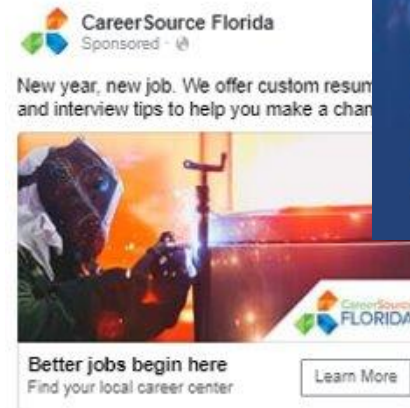 CareerSource Florida
Sponsored ·
New year, new job. We offer custom resum
and interview tips to help you make a chan
CareerSource
FLORIDA
Better jobs begin here
Find your local career center
Learn More